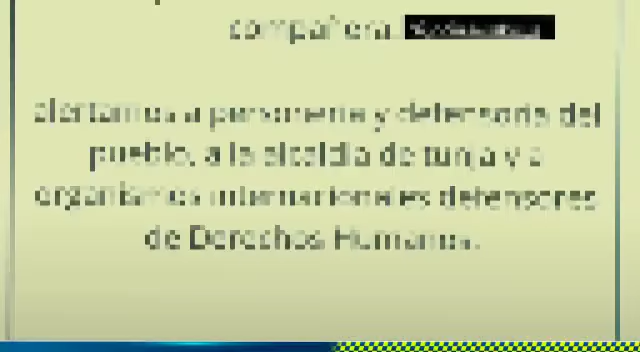 compañera
alertamos a personería y defensoría del
pueblo, a la alcaldía de tunja y a
organismos internacionales defensores
de Derechos Humanos.